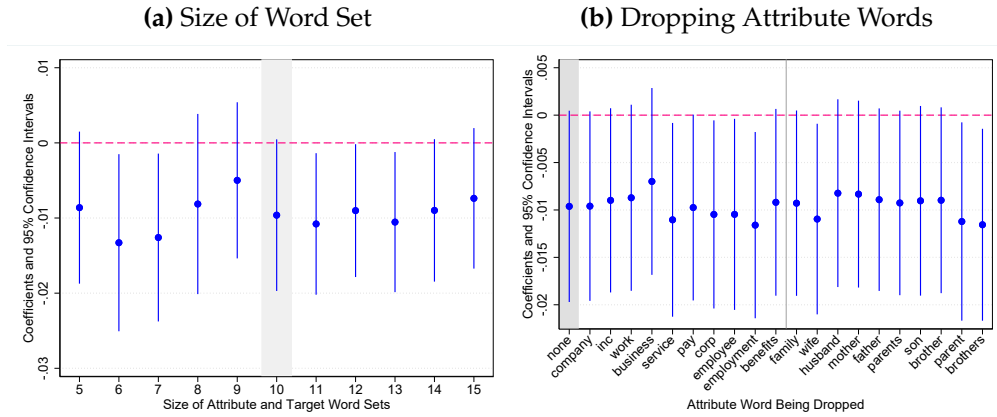 (a) Size of Word Set
Coefficients and 95% Confidence Intervals
.01
0
-.01
-.02
-.03
5 6 7 8 9 10 11 12 13 14 15
Size of Attribute and Target Word Sets
(b) Dropping Attribute Words
Coefficients and 95% Confidence Intervals
.005
0
-.005
-.01
-.015
-.02
none company inc work business service pay corp employee employment benefits family wife husband mother father parents son brother parent brothers
Attribute Word Being Dropped